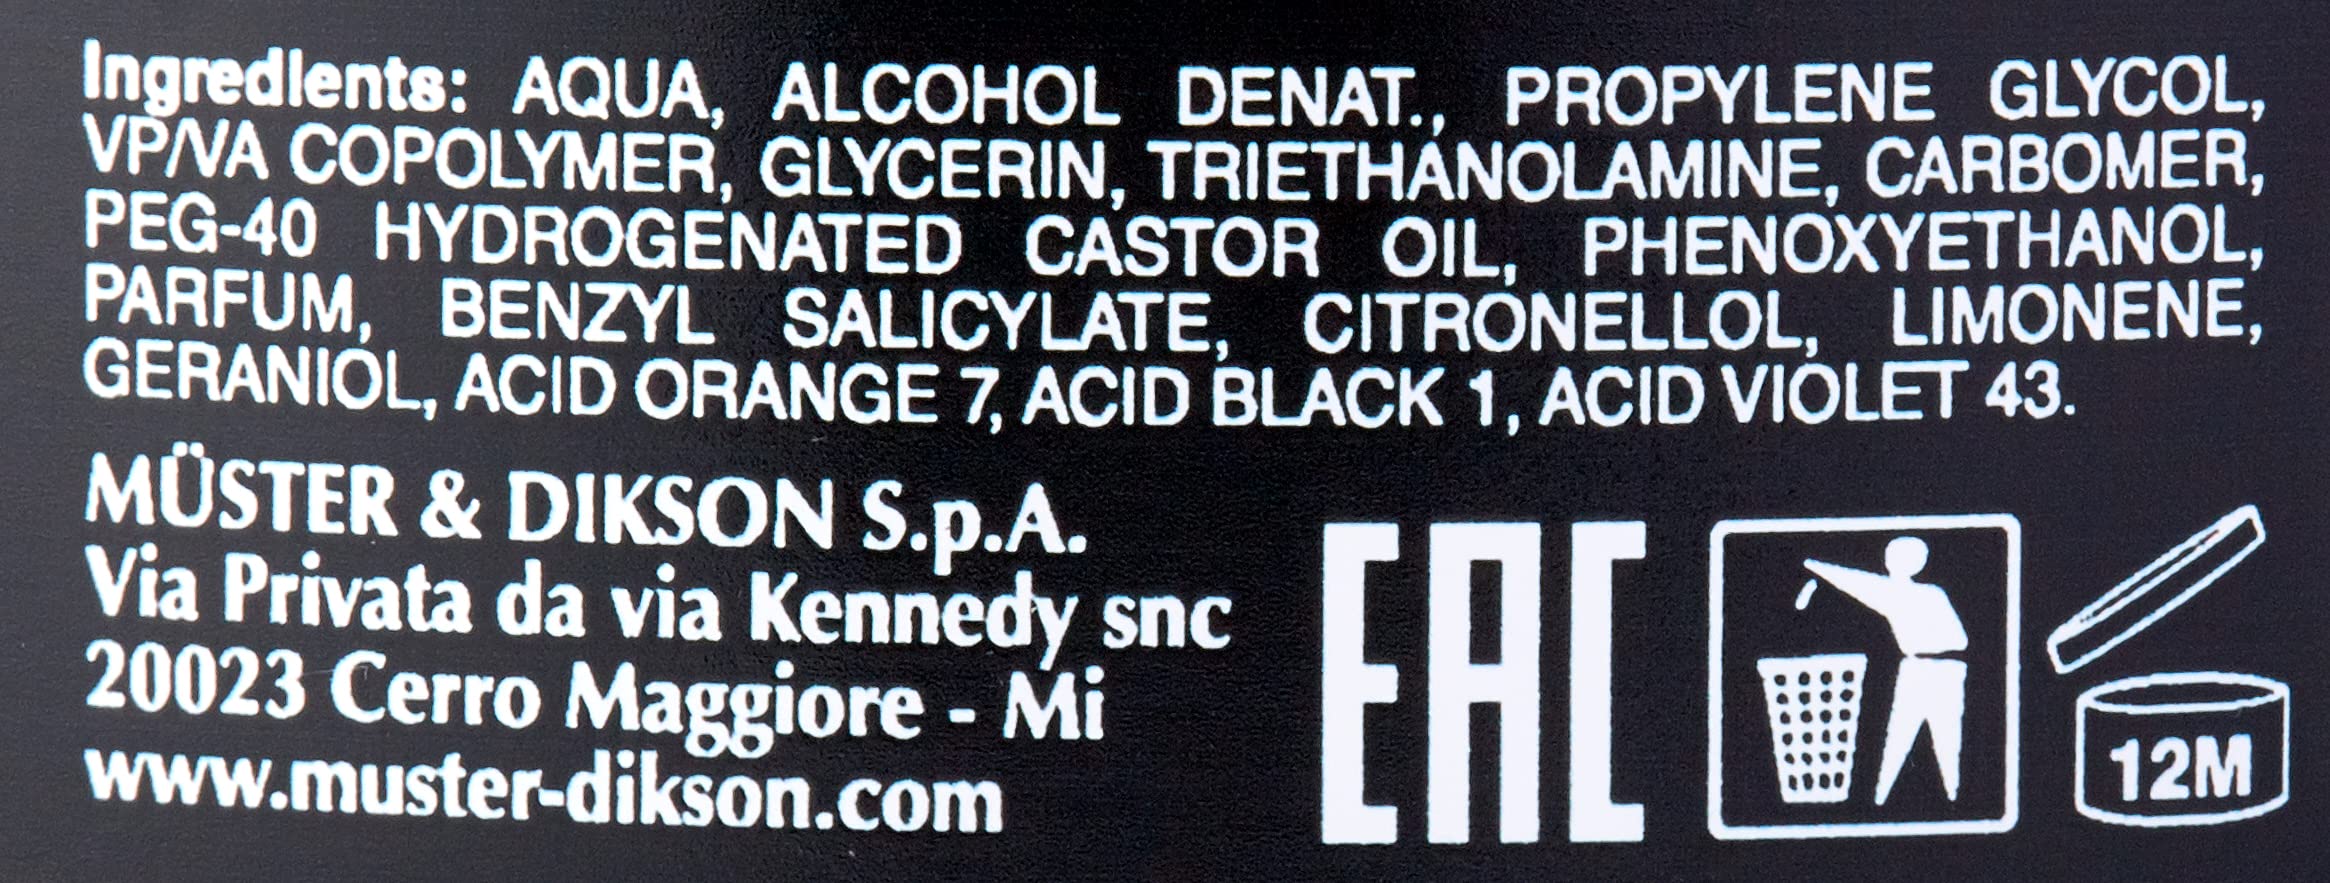 Ingredients: AQUA, ALCOHOL DENAT., PROPYLENE GLYCOL,
VP/VA COPOLYMER, GLYCERIN, TRIETHANOLAMINE, CARBOMER,
PEG-40 HYDROGENATED CASTOR OIL, PHENOXYETHANOL,
PARFUM, BENZYL SALICYLATE, CITRONELLOL, LIMONENE,
GERANIOL, ACID ORANGE 7, ACID BLACK 1, ACID VIOLET 43.
MÜSTER & DIKSON S.p.A.
Via Privata da via Kennedy snc
20023 Cerro Maggiore - Mi
www.muster-dikson.com
EAC
12M